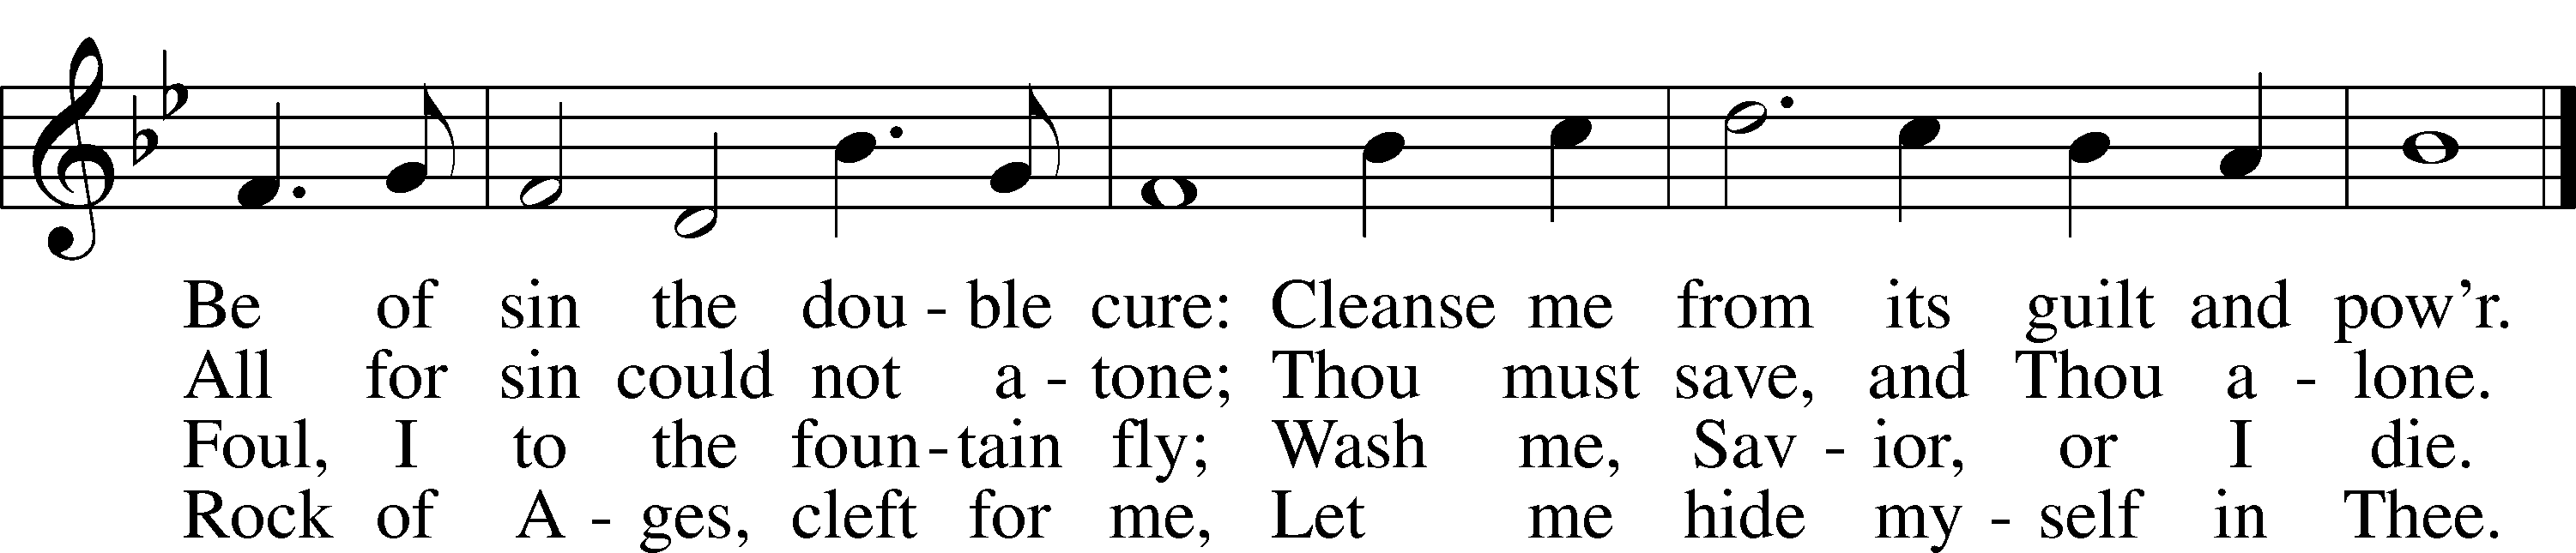 Be of sin the dou - ble cure: Cleanse me from its guilt and pow’r.
All for sin could not a - tone; Thou must save, and Thou a - lone.
Foul, I to the foun - tain fly; Wash me, Sav - ior, or I die.
Rock of A - ges, cleft for me, Let me hide my - self in Thee.